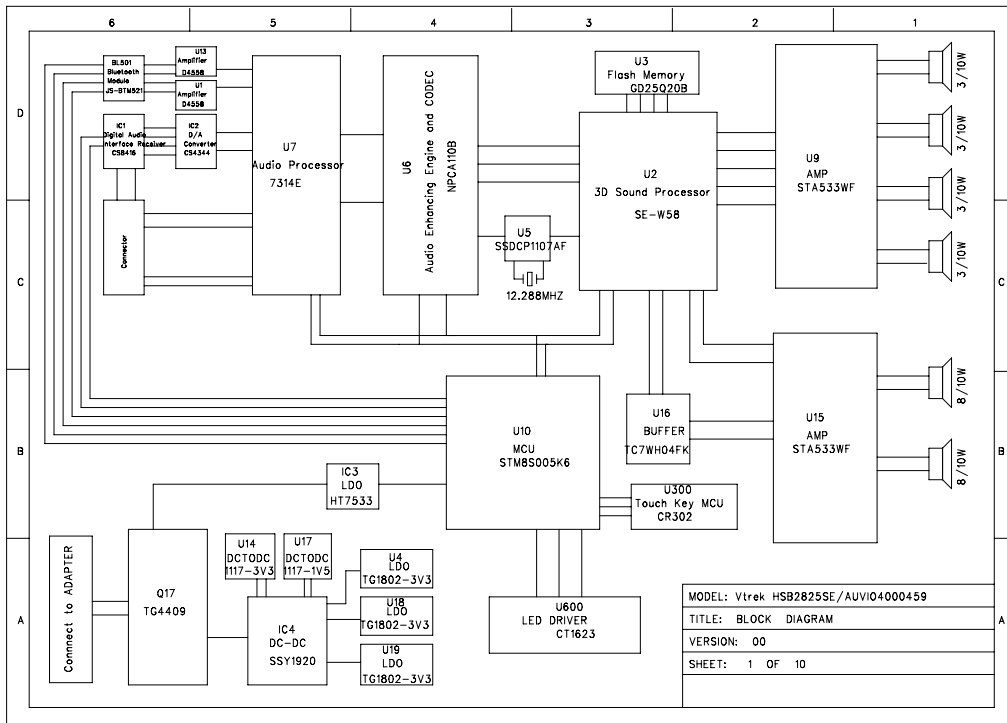 6 5 4 3 2 1
D
C
B
A
BL501
Bluetooth
Module
JS-BTM521
U13
Amplifier
D4558
U1
Amplifier
D4558
IC1
Digital Audio
Interface Receiver
CS8416
IC2
D/A
Converter
CS4344
Connector
U7
Audio Processor
7314E
U6
Audio Enhancing Engine and CODEC
NPCA110B
U5
SSDCP1107AF
12.288MHZ
U3
Flash Memory
GD25Q20B
U2
3D Sound Processor
SE-W58
U9
AMP
STA533WF
3/10W
3/10W
3/10W
3/10W
U10
MCU
STM8S005K6
U16
BUFFER
TC7WH04FK
U15
AMP
STA533WF
8/10W
8/10W
IC3
LDO
HT7533
U300
Touch Key MCU
CR302
Connnect to ADAPTER
Q17
TG4409
U14
DCTODC
1117-3V3
U17
DCTODC
1117-1V5
IC4
DC-DC
SSY1920
U4
LDO
TG1802-3V3
U18
LDO
TG1802-3V3
U19
LDO
TG1802-3V3
U600
LED DRIVER
CT1623
MODEL: Vtrek HSB2825SE/AUVI04000459
TITLE: BLOCK DIAGRAM
VERSION: 00
SHEET: 1 OF 10
D
C
B
A